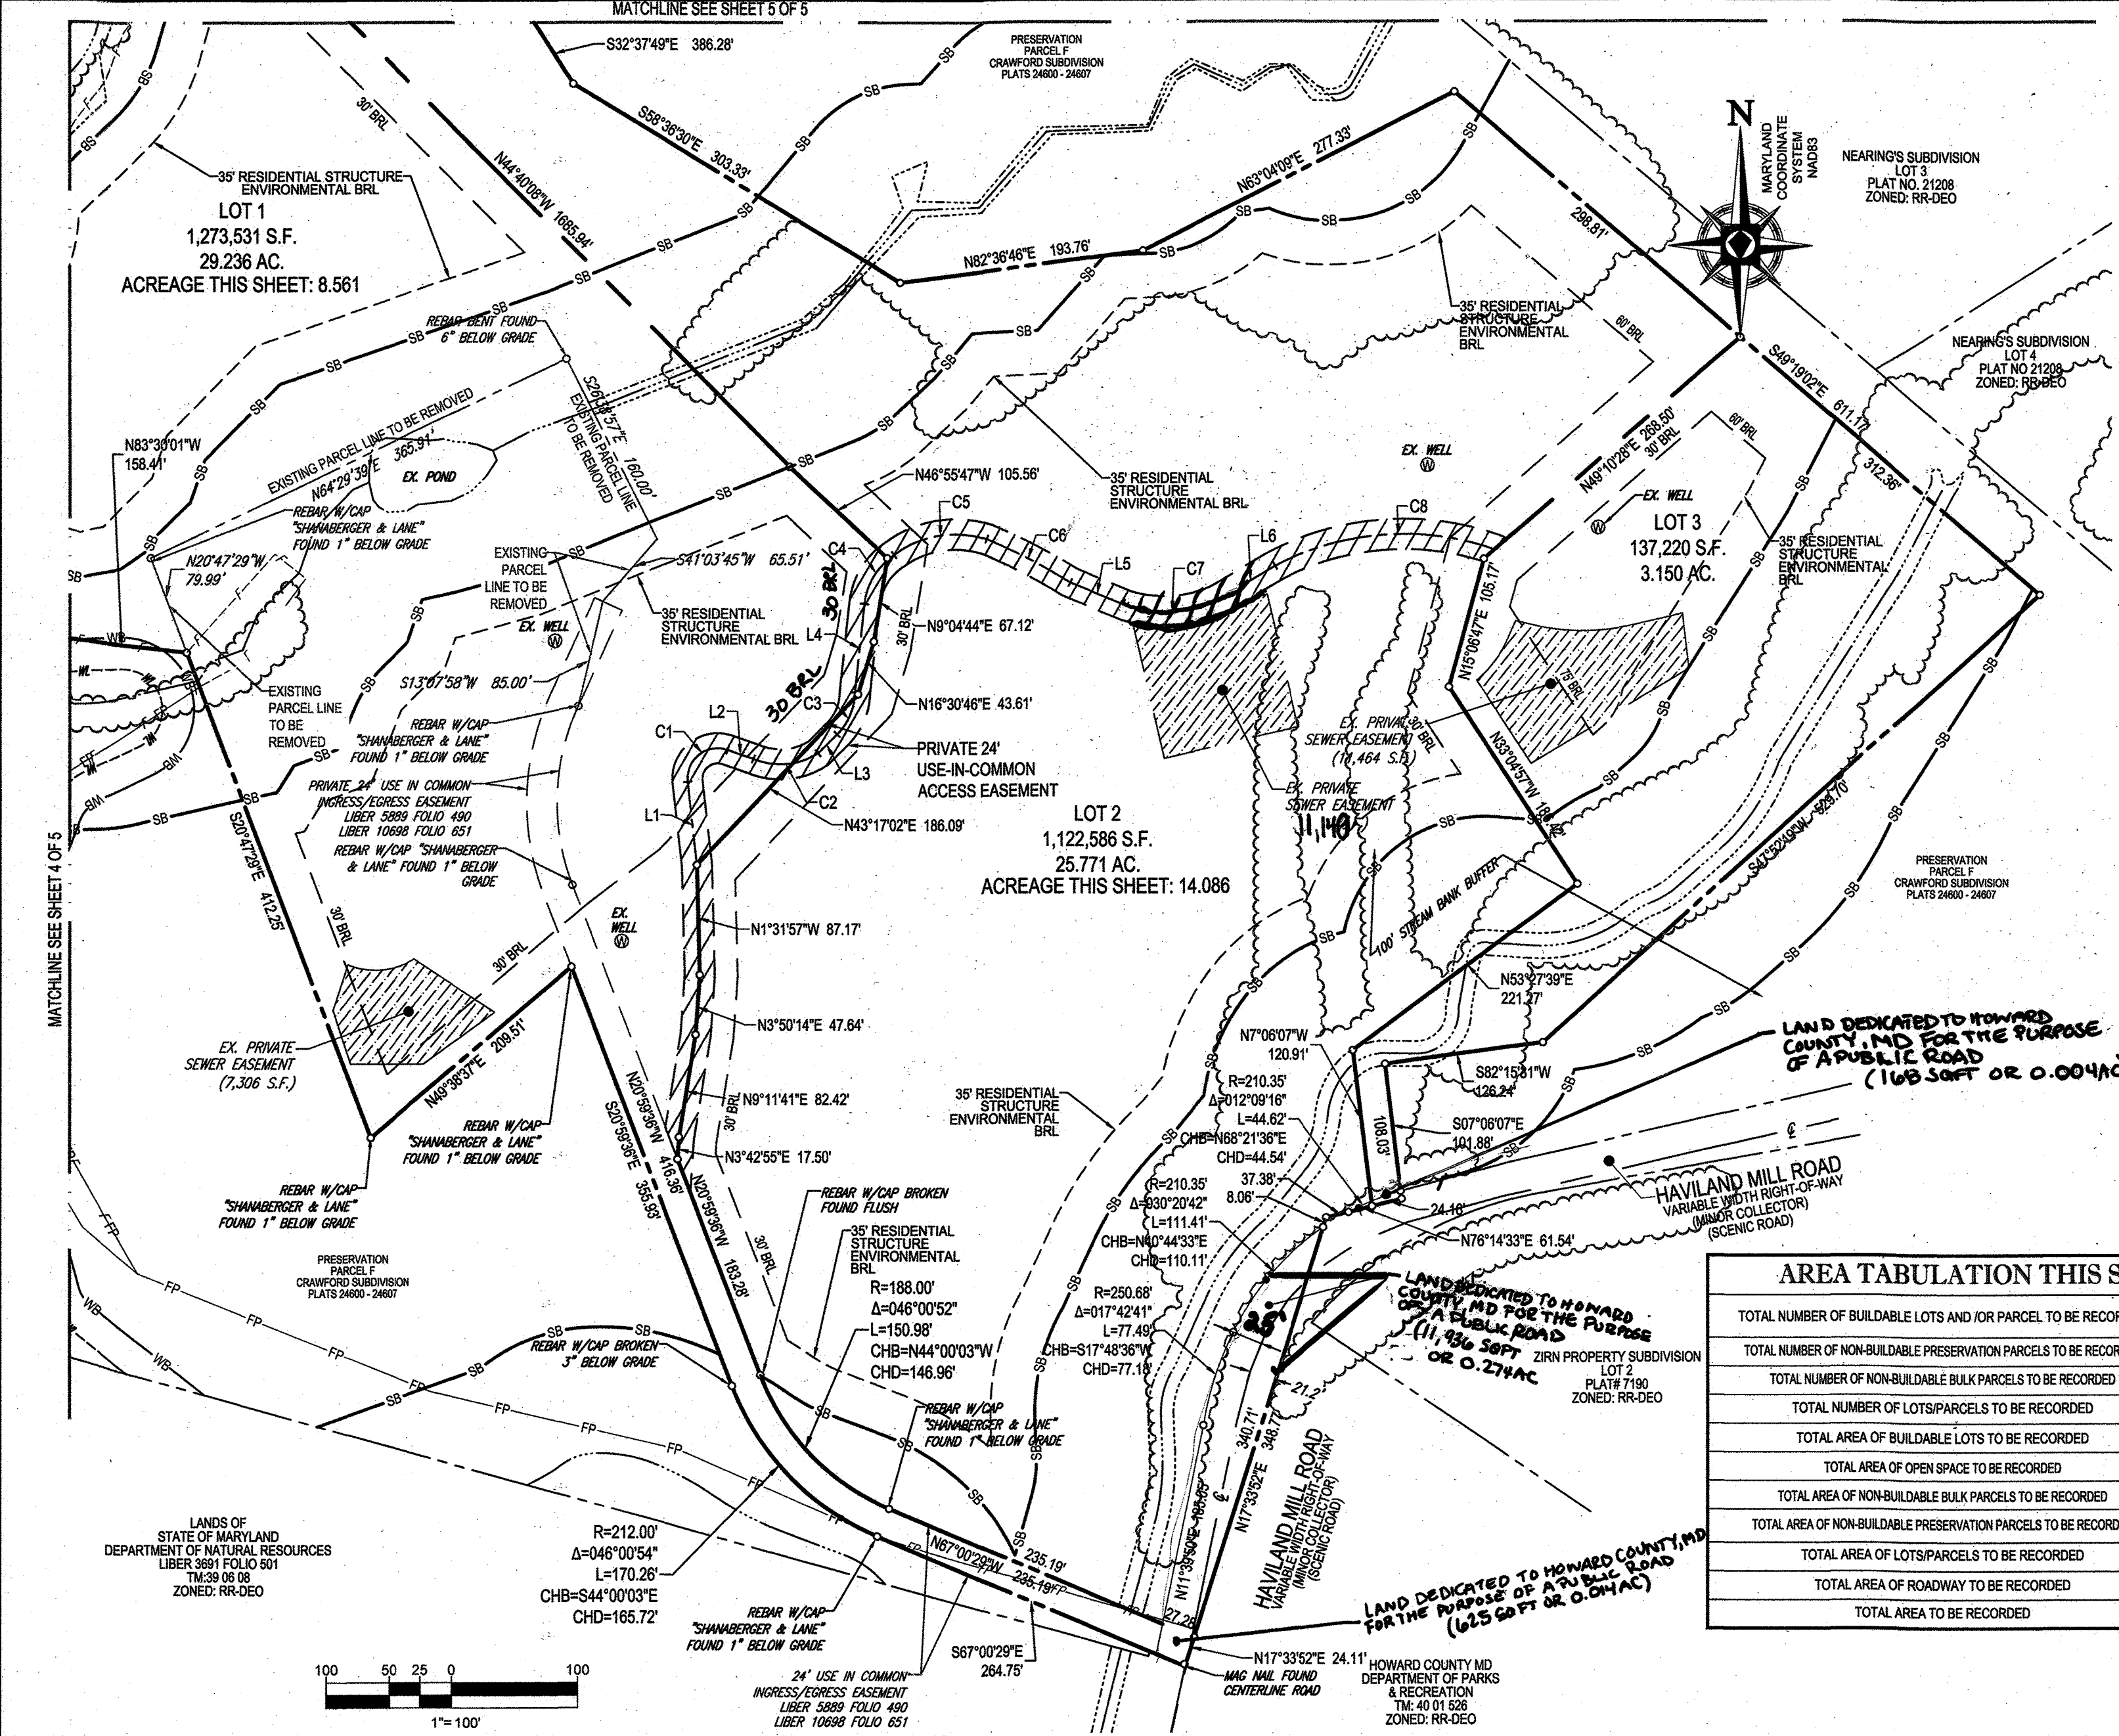 MATCHLINE SEE SHEET 5 OF 5
S32°37'49"E 386.28'
PRESERVATION
PARCEL F
CRAWFORD SUBDIVISION
PLATS 24600 - 24607
30' BRL
S58°36'30"E 303.33'
N44°40'08"W 1685.94'
N63°04'09"E 277.33'
N
MARYLAND
COORDINATE
SYSTEM
NAD83
NEARING'S SUBDIVISION
LOT 3
PLAT NO. 21208
ZONED: RR-DEO
35' RESIDENTIAL STRUCTURE
ENVIRONMENTAL BRL
LOT 1
1,273,531 S.F.
29.236 AC.
ACREAGE THIS SHEET: 8.561
298.81'
N82°36'46"E 193.76'
35' RESIDENTIAL
STRUCTURE
ENVIRONMENTAL
BRL
60' BRL
REBAR BENT FOUND
6" BELOW GRADE
S49°19'02"E 611.17'
NEARING'S SUBDIVISION
LOT 4
PLAT NO 21208
ZONED: RR-DEO
S26°38'57"E 160.00'
EXISTING PARCEL LINE
TO BE REMOVED
EXISTING PARCEL LINE TO BE REMOVED
N64°29'39"E 365.91'
EX. POND
N83°30'01"W
158.41'
REBAR W/CAP
"SHANABERGER & LANE"
FOUND 1" BELOW GRADE
N20°47'29"W
79.99'
N46°55'47"W 105.56'
35' RESIDENTIAL
STRUCTURE
ENVIRONMENTAL BRL
EX. WELL
W
N49°10'28"E 268.50'
30' BRL
60' BRL
312.36'
EX. WELL
W
LOT 3
137,220 S.F.
3.150 AC.
35' RESIDENTIAL
STRUCTURE
ENVIRONMENTAL
BRL
C4
C5
C6
L5
C7
L6
C8
EXISTING
PARCEL
LINE TO BE
REMOVED
S41°03'45"W 65.51'
35' RESIDENTIAL
STRUCTURE
ENVIRONMENTAL BRL
EX. WELL
W
30 BRL
L4
30' BRL
N9°04'44"E 67.12'
N15°06'47"E 105.17'
S13°07'58"W 85.00'
EXISTING
PARCEL LINE
TO BE
REMOVED
REBAR W/CAP
"SHANABERGER & LANE"
FOUND 1" BELOW GRADE
C1
L2
30 BRL
C3
N16°30'46"E 43.61'
PRIVATE 24'
USE-IN-COMMON
ACCESS EASEMENT
L3
C2
L1
N43°17'02"E 186.09'
75' BRL
EX. PRIVATE
SEWER EASEMENT
(11,464 S.F.)
30' BRL
EX. PRIVATE
SEWER EASEMENT
11,140
PRIVATE 24' USE IN COMMON
INGRESS/EGRESS EASEMENT
LIBER 5889 FOLIO 490
LIBER 10698 FOLIO 651
REBAR W/CAP "SHANABERGER
& LANE" FOUND 1" BELOW
GRADE
LOT 2
1,122,586 S.F.
25.771 AC.
ACREAGE THIS SHEET: 14.086
S47°52'49"W 529.70'
PRESERVATION
PARCEL F
CRAWFORD SUBDIVISION
PLATS 24600 - 24607
MATCHLINE SEE SHEET 4 OF 5
S20°47'29"E 412.25'
30' BRL
30' BRL
EX.
WELL
W
N1°31'57"W 87.17'
100' STREAM BANK BUFFER
N53°27'39"E
221.27'
N3°50'14"E 47.64'
EX. PRIVATE
SEWER EASEMENT
(7,306 S.F.)
N49°38'37"E 209.51'
N7°06'07"W
120.91'
S82°15'31"W
126.24'
LAND DEDICATED TO HOWARD
COUNTY, MD FOR THE PURPOSE
OF A PUBLIC ROAD
(168 SQFT OR 0.004AC
REBAR W/CAP
"SHANABERGER & LANE"
FOUND 1" BELOW GRADE
N20°59'36"W 416.36'
S20°59'36"E 355.93'
N9°11'41"E 82.42'
30' BRL
35' RESIDENTIAL
STRUCTURE
ENVIRONMENTAL
BRL
R=210.35'
Δ=012°09'16"
L=44.62'
CHB=N68°21'36"E
CHD=44.54'
108.03'
S07°06'07"E
101.88'
N3°42'55"E 17.50'
N20°59'36"W 183.28'
30' BRL
37.38'
8.06'
24.16'
N76°14'33"E 61.54'
HAVILAND MILL ROAD
VARIABLE WIDTH RIGHT-OF-WAY
(MINOR COLLECTOR)
(SCENIC ROAD)
REBAR W/CAP
"SHANABERGER & LANE"
FOUND 1" BELOW GRADE
REBAR W/CAP BROKEN
FOUND FLUSH
35' RESIDENTIAL
STRUCTURE
ENVIRONMENTAL
BRL
R=210.35'
Δ=030°20'42"
L=111.41'
CHB=N40°44'33"E
CHD=110.11'
PRESERVATION
PARCEL F
CRAWFORD SUBDIVISION
PLATS 24600 - 24607
R=188.00'
Δ=046°00'52"
L=150.98'
CHB=N44°00'03"W
CHD=146.96'
R=250.68'
Δ=017°42'41"
L=77.49'
CHB=S17°48'36"W
CHD=77.18'
LAND DEDICATED TO HOWARD
COUNTY, MD FOR THE PURPOSE
OF A PUBLIC ROAD
(11,936 SQFT
OR 0.274AC
ZIRN PROPERTY SUBDIVISION
LOT 2
PLAT# 7190
ZONED: RR-DEO
21.2'
REBAR W/CAP BROKEN
3" BELOW GRADE
REBAR W/CAP
"SHANABERGER & LANE"
FOUND 1" BELOW GRADE
340.71'
N17°33'52"E 348.77'
HAVILAND MILL ROAD
VARIABLE WIDTH RIGHT-OF-WAY
(MINOR COLLECTOR)
(SCENIC ROAD)
AREA TABULATION THIS S
TOTAL NUMBER OF BUILDABLE LOTS AND /OR PARCEL TO BE RECOR
TOTAL NUMBER OF NON-BUILDABLE PRESERVATION PARCELS TO BE RECOR
TOTAL NUMBER OF NON-BUILDABLE BULK PARCELS TO BE RECORDED
TOTAL NUMBER OF LOTS/PARCELS TO BE RECORDED
TOTAL AREA OF BUILDABLE LOTS TO BE RECORDED
TOTAL AREA OF OPEN SPACE TO BE RECORDED
TOTAL AREA OF NON-BUILDABLE BULK PARCELS TO BE RECORDED
TOTAL AREA OF NON-BUILDABLE PRESERVATION PARCELS TO BE RECORD
TOTAL AREA OF LOTS/PARCELS TO BE RECORDED
TOTAL AREA OF ROADWAY TO BE RECORDED
TOTAL AREA TO BE RECORDED
LANDS OF
STATE OF MARYLAND
DEPARTMENT OF NATURAL RESOURCES
LIBER 3691 FOLIO 501
TM:39 06 08
ZONED: RR-DEO
R=212.00'
Δ=046°00'54"
L=170.26'
CHB=S44°00'03"E
CHD=165.72'
N67°00'29"W 235.19'
235.19'
27.28
LAND DEDICATED TO HOWARD COUNTY, MD
FOR THE PURPOSE OF A PUBLIC ROAD
(625 SQFT OR 0.014AC)
REBAR W/CAP
"SHANABERGER & LANE"
FOUND 1" BELOW GRADE
S67°00'29"E
264.75'
N17°33'52"E 24.11'
MAG NAIL FOUND
CENTERLINE ROAD
HOWARD COUNTY MD
DEPARTMENT OF PARKS
& RECREATION
TM: 40 01 526
ZONED: RR-DEO
24' USE IN COMMON
INGRESS/EGRESS EASEMENT
LIBER 5889 FOLIO 490
LIBER 10698 FOLIO 651
100 50 25 0 100
1"= 100'